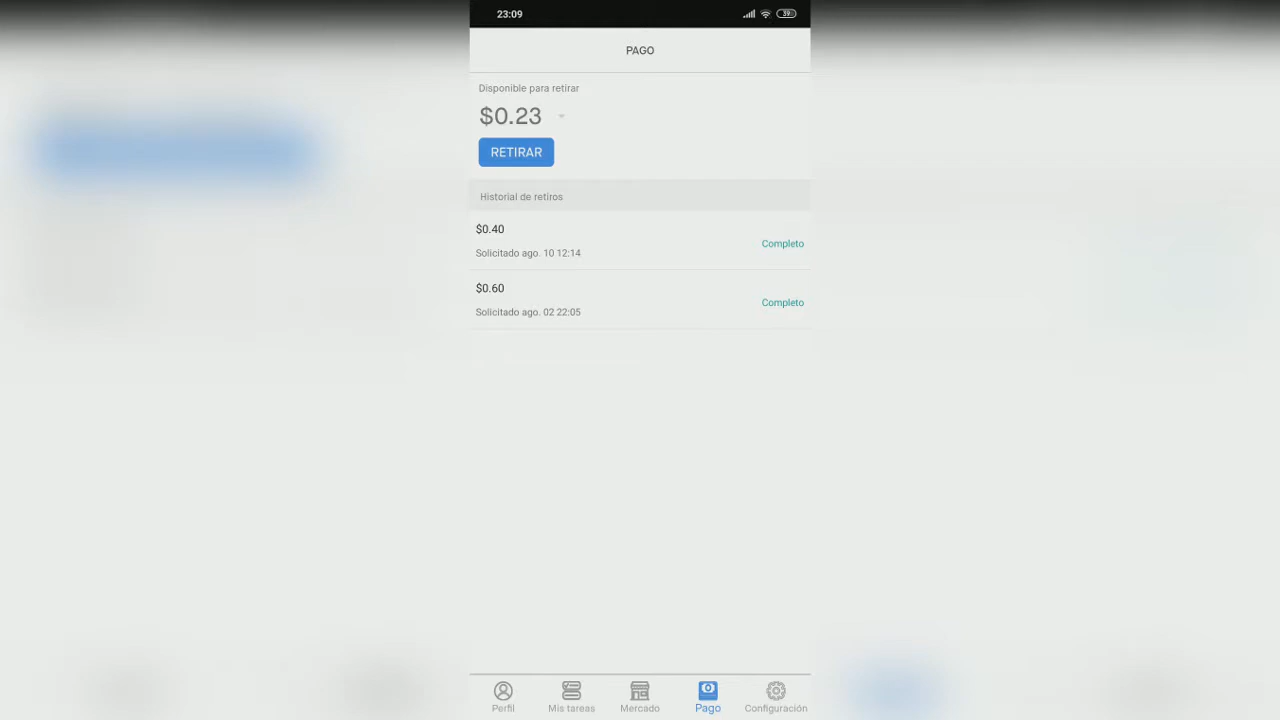 23:09
39
PAGO
Disponible para retirar
$0.23
RETIRAR
Historial de retiros
$0.40
Solicitado ago. 10 12:14
Completo
$0.60
Solicitado ago. 02 22:05
Completo
Perfil
Mis tareas
Mercado
Pago
Configuración